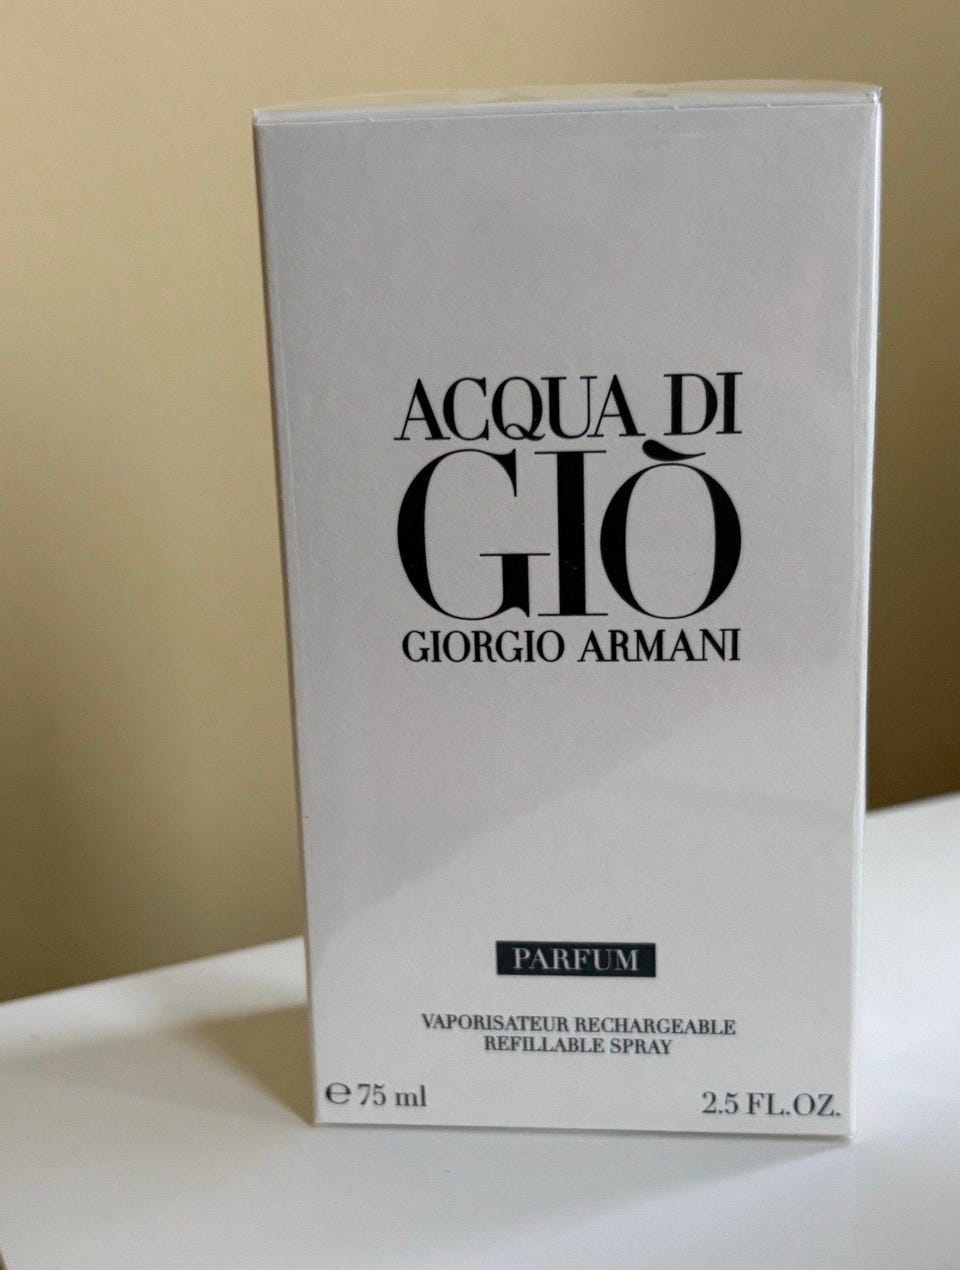 ACQUA DI
GIÒ
GIORGIO ARMANI
PARFUM
VAPORISATEUR RECHARGEABLE
REFILLABLE SPRAY
℮ 75 ml
2.5 FL.OZ.